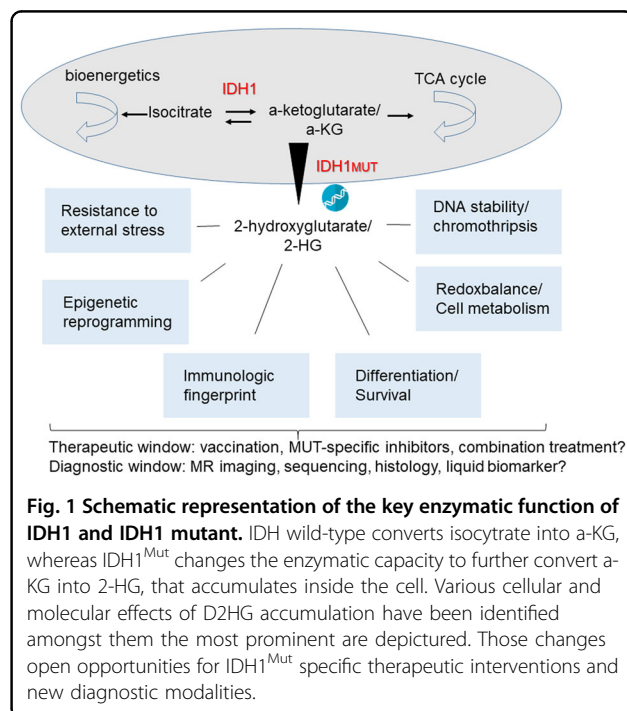 bioenergetics
IDH1
TCA cycle
Isocitrate
a-ketoglutarate/
a-KG
IDH1MUT
Resistance to
external stress
2-hydroxyglutarate/
2-HG
DNA stability/
chromothripsis
Epigenetic
reprogramming
Redoxbalance/
Cell metabolism
Immunologic
fingerprint
Differentiation/
Survival
Therapeutic window: vaccination, MUT-specific inhibitors, combination treatment?
Diagnostic window: MR imaging, sequencing, histology, liquid biomarker?
Fig. 1 Schematic representation of the key enzymatic function of
IDH1 and IDH1 mutant. IDH wild-type converts isocytrate into a-KG,
whereas IDH1Mut changes the enzymatic capacity to further convert a-
KG into 2-HG, that accumulates inside the cell. Various cellular and
molecular effects of D2HG accumulation have been identified
amongst them the most prominent are depictured. Those changes
open opportunities for IDH1Mut specific therapeutic interventions and
new diagnostic modalities.